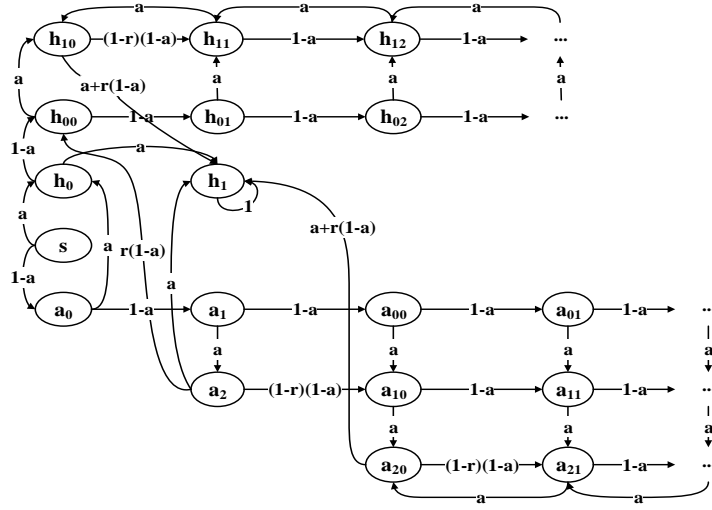 a a a
h10 (1-r)(1-a) h11 1-a h12 1-a ...
a a+r(1-a) a a a
h00 1-a h01 1-a h02 1-a ...
1-a a
h0 h1
1
a r(1-a) a a+r(1-a)
s
1-a a
a0 1-a a1 1-a a00 1-a a01 1-a ..
a a a a
a2 (1-r)(1-a) a10 1-a a11 1-a ..
a a a
a20 (1-r)(1-a) a21 1-a ..
a a